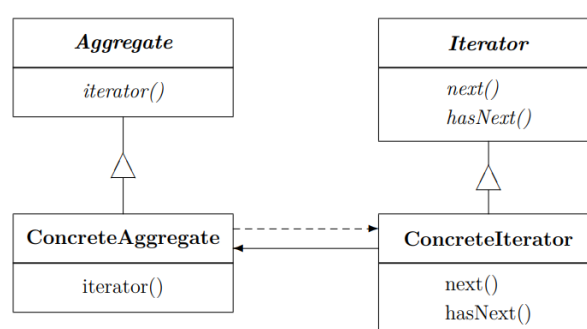 Aggregate
iterator()
Iterator
next()
hasNext()
ConcreteAggregate
iterator()
ConcreteIterator
next()
hasNext()